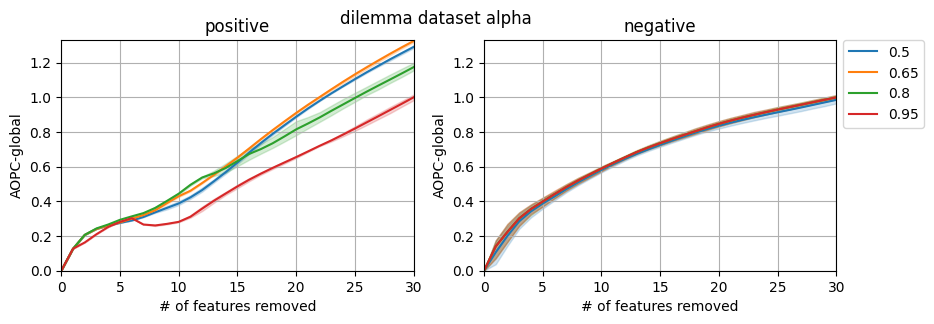 dilemma dataset alpha
positive
AOPC-global
1.2
1.0
0.8
0.6
0.4
0.2
0.0
0 5 10 15 20 25 30
# of features removed
negative
AOPC-global
1.2
1.0
0.8
0.6
0.4
0.2
0.0
0 5 10 15 20 25 30
# of features removed
0.5
0.65
0.8
0.95